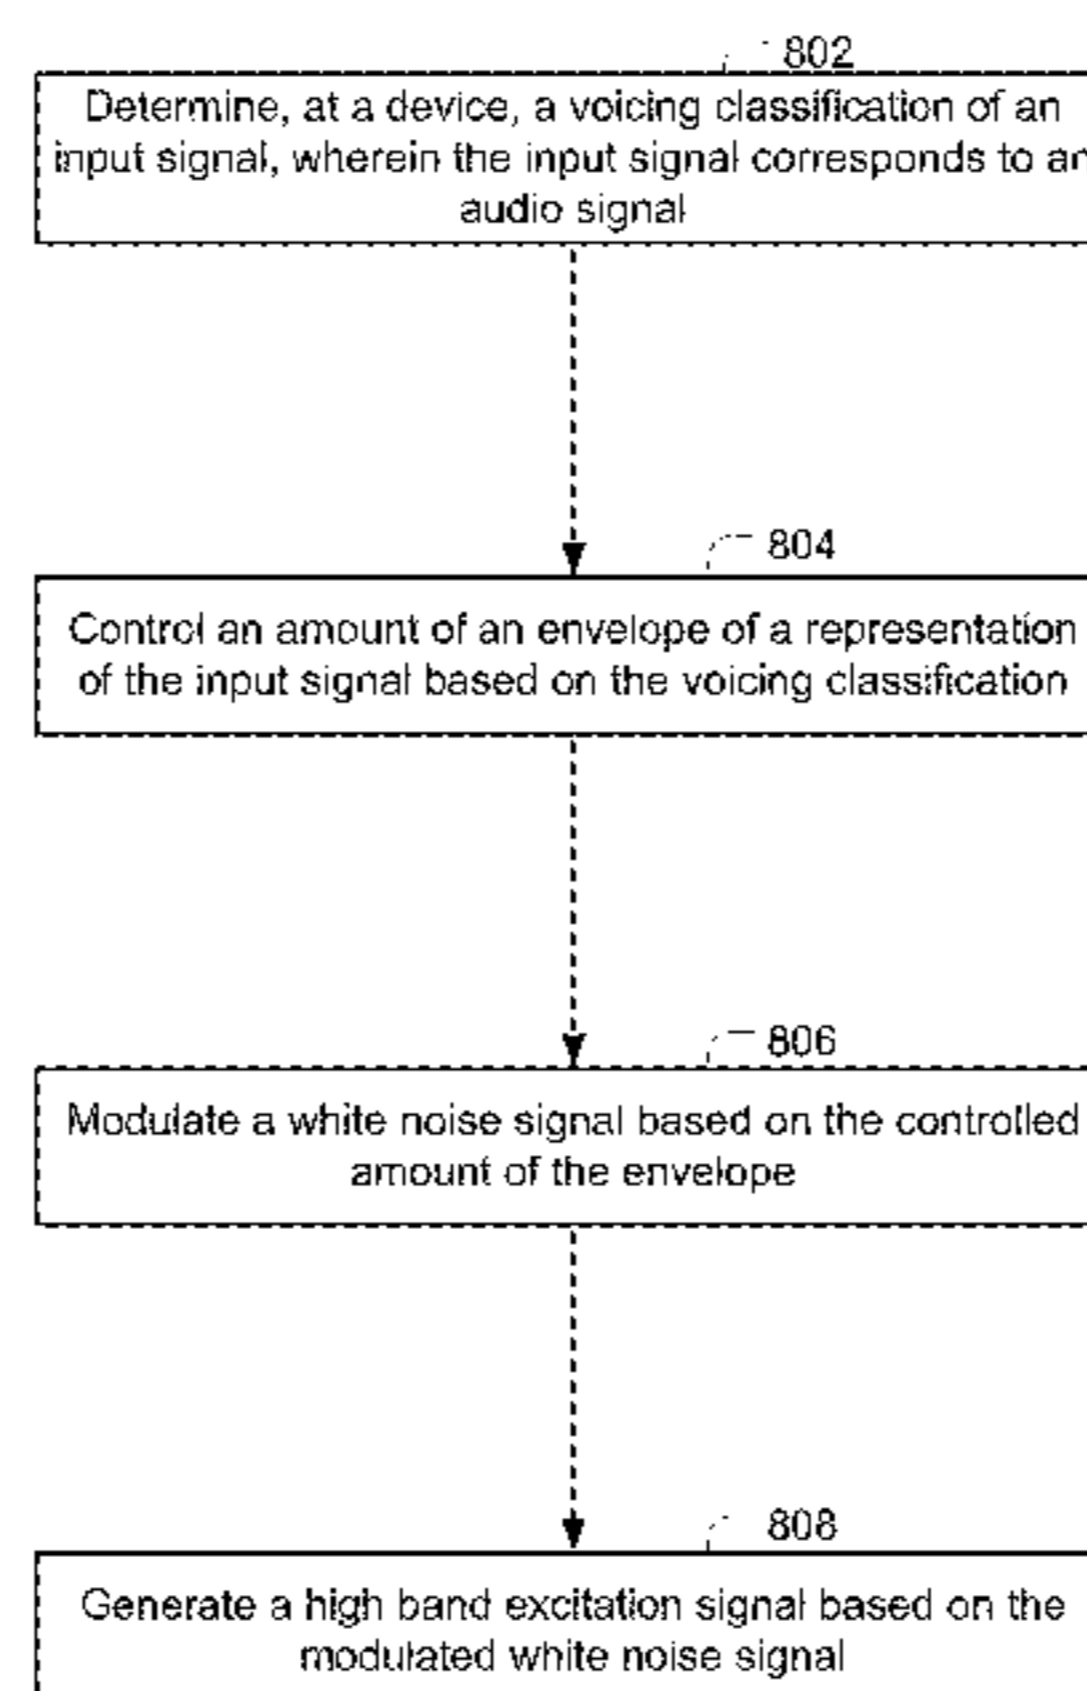 802
Determine, at a device, a voicing classification of an
input signal, wherein the input signal corresponds to an
audio signal
804
Control an amount of an envelope of a representation
of the input signal based on the voicing classification
806
Modulate a white noise signal based on the controlled
amount of the envelope
808
Generate a high band excitation signal based on the
modulated white noise signal